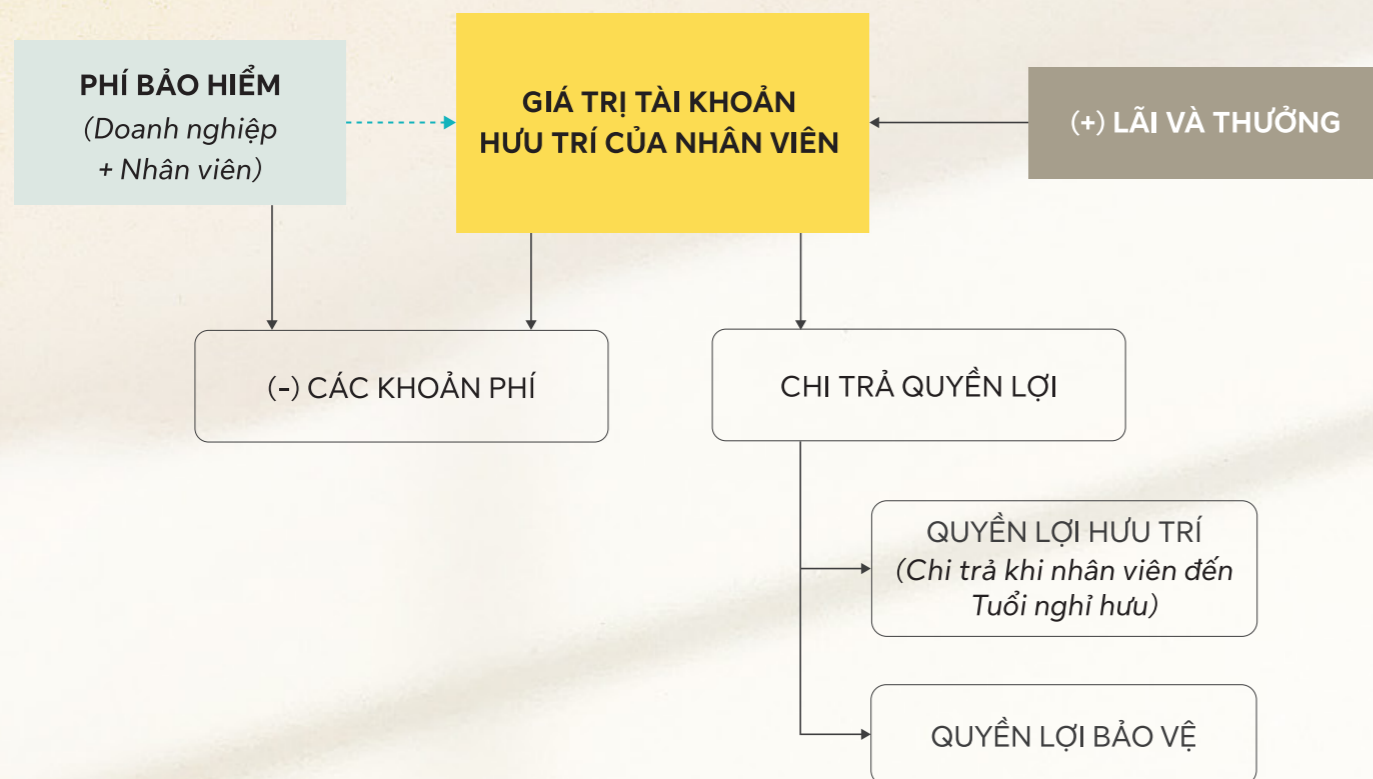 PHÍ BẢO HIỂM
(Doanh nghiệp
+ Nhân viên)
GIÁ TRỊ TÀI KHOẢN
HƯU TRÍ CỦA NHÂN VIÊN
(+) LÃI VÀ THƯỞNG
(-) CÁC KHOẢN PHÍ
CHI TRẢ QUYỀN LỢI
QUYỀN LỢI HƯU TRÍ
(Chi trả khi nhân viên đến
Tuổi nghỉ hưu)
QUYỀN LỢI BẢO VỆ